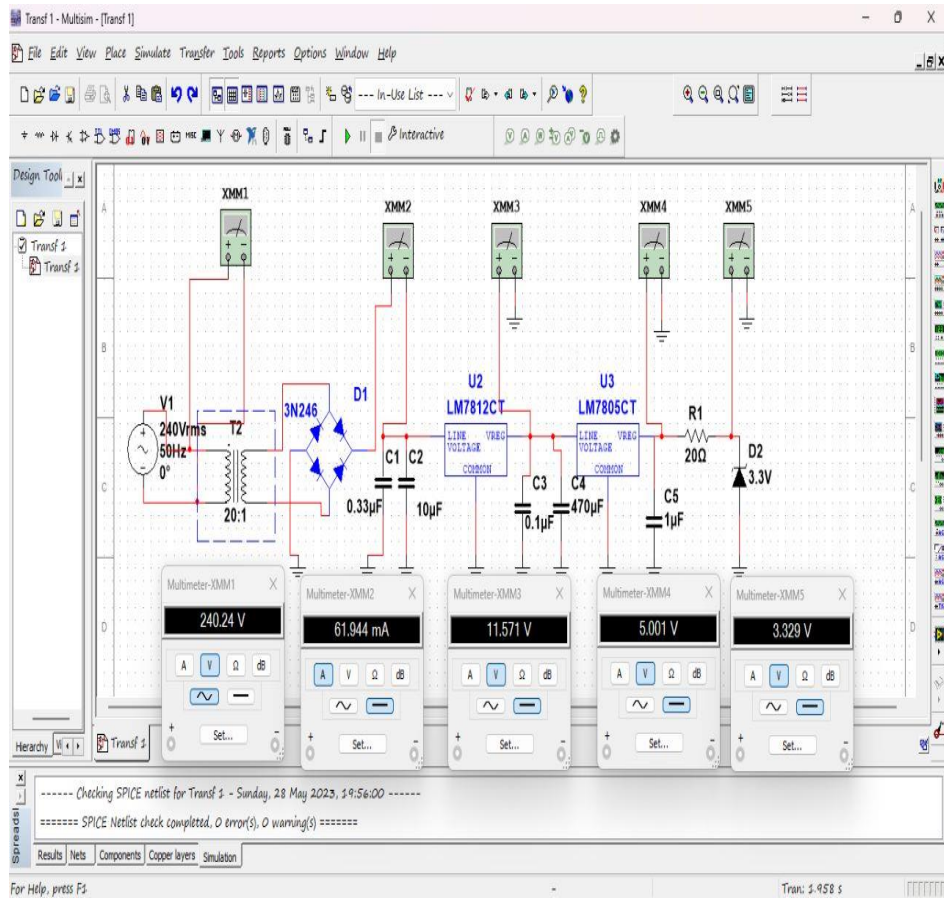 Transf 1 - Multisim - [Transf 1]
File Edit View Place Simulate Transfer Tools Reports Options Window Help
--- In-Use List ---
Interactive
Design Tool
Transf 1
Transf 1
A
B
C
D
A
B
C
D
XMM1
XMM2
XMM3
XMM4
XMM5
V1
240Vrms
50Hz
0°
T2
20:1
3N246
D1
C1
0.33µF
C2
10µF
U2
LM7812CT
LINE VREG
VOLTAGE
COMMON
C3
0.1µF
C4
470µF
U3
LM7805CT
LINE VREG
VOLTAGE
COMMON
C5
1µF
R1
20Ω
D2
3.3V
Multimeter-XMM1 X
240.24 V
A V Ω dB
+ Set... -
Multimeter-XMM2 X
61.944 mA
A V Ω dB
+ Set... -
Multimeter-XMM3 X
11.571 V
A V Ω dB
+ Set... -
Multimeter-XMM4 X
5.001 V
A V Ω dB
+ Set... -
Multimeter-XMM5 X
3.329 V
A V Ω dB
+ Set... -
Hierarchy
Transf 1
------ Checking SPICE netlist for Transf 1 - Sunday, 28 May 2023, 19:56:00 ------
======= SPICE Netlist check completed, 0 error(s), 0 warning(s) =======
Results Nets Components Copper layers Simulation
For Help, press F1 - Tran: 1.958 s